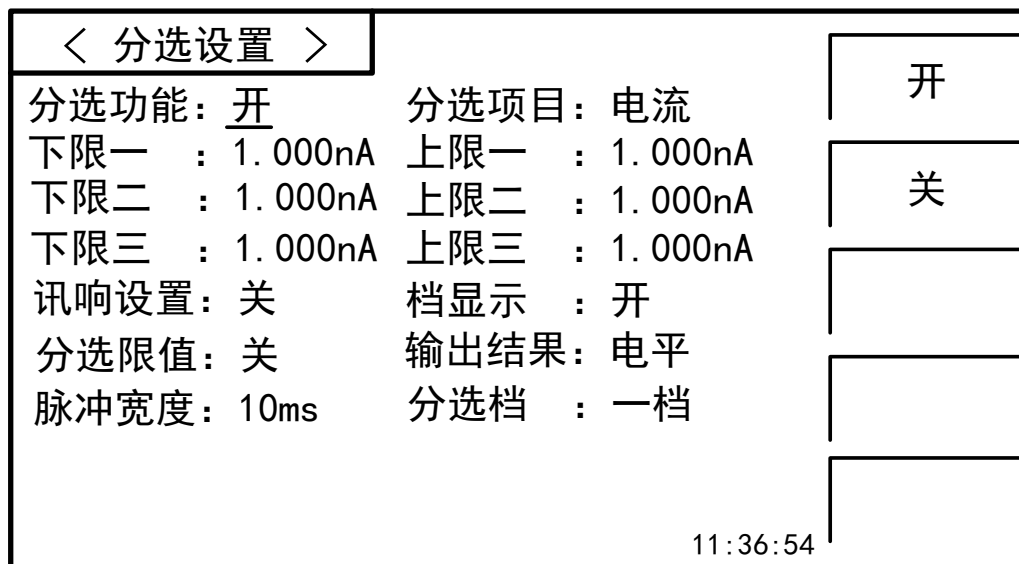 < 分选设置 >
分选功能：开 分选项目：电流
下限一 ：1.000nA 上限一 ：1.000nA
下限二 ：1.000nA 上限二 ：1.000nA
下限三 ：1.000nA 上限三 ：1.000nA
讯响设置：关 档显示 ：开
分选限值：关 输出结果：电平
脉冲宽度：10ms 分选档 ：一档
11:36:54
开
关